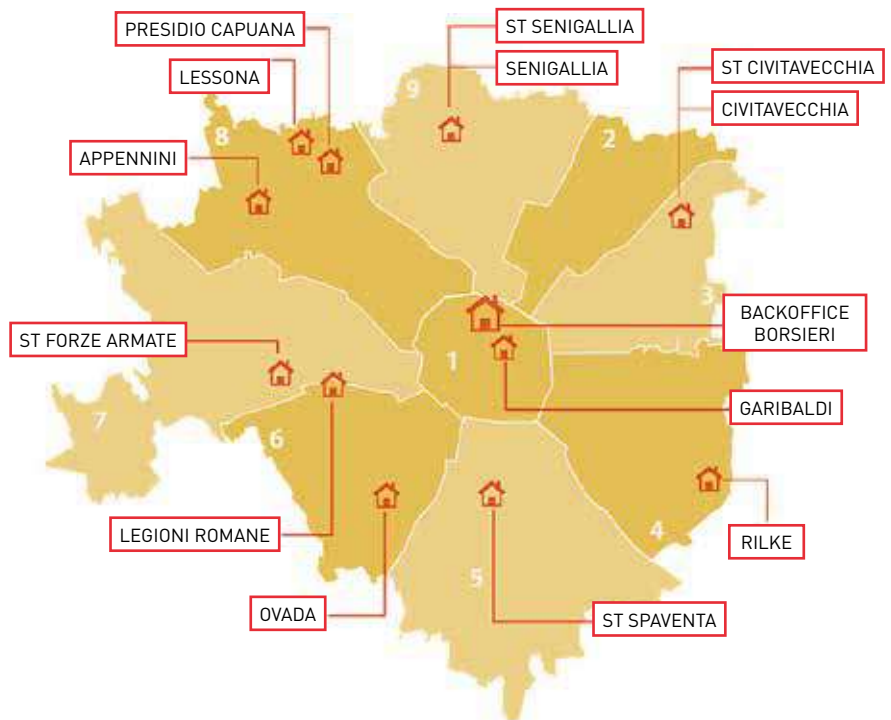 PRESIDIO CAPUANA
ST SENIGALLIA
LESSONA
SENIGALLIA
ST CIVITAVECCHIA
CIVITAVECCHIA
APPENNINI
9
8
2
3
BACKOFFICE
BORSIERI
ST FORZE ARMATE
1
GARIBALDI
7
6
4
LEGIONI ROMANE
RILKE
5
OVADA
ST SPAVENTA